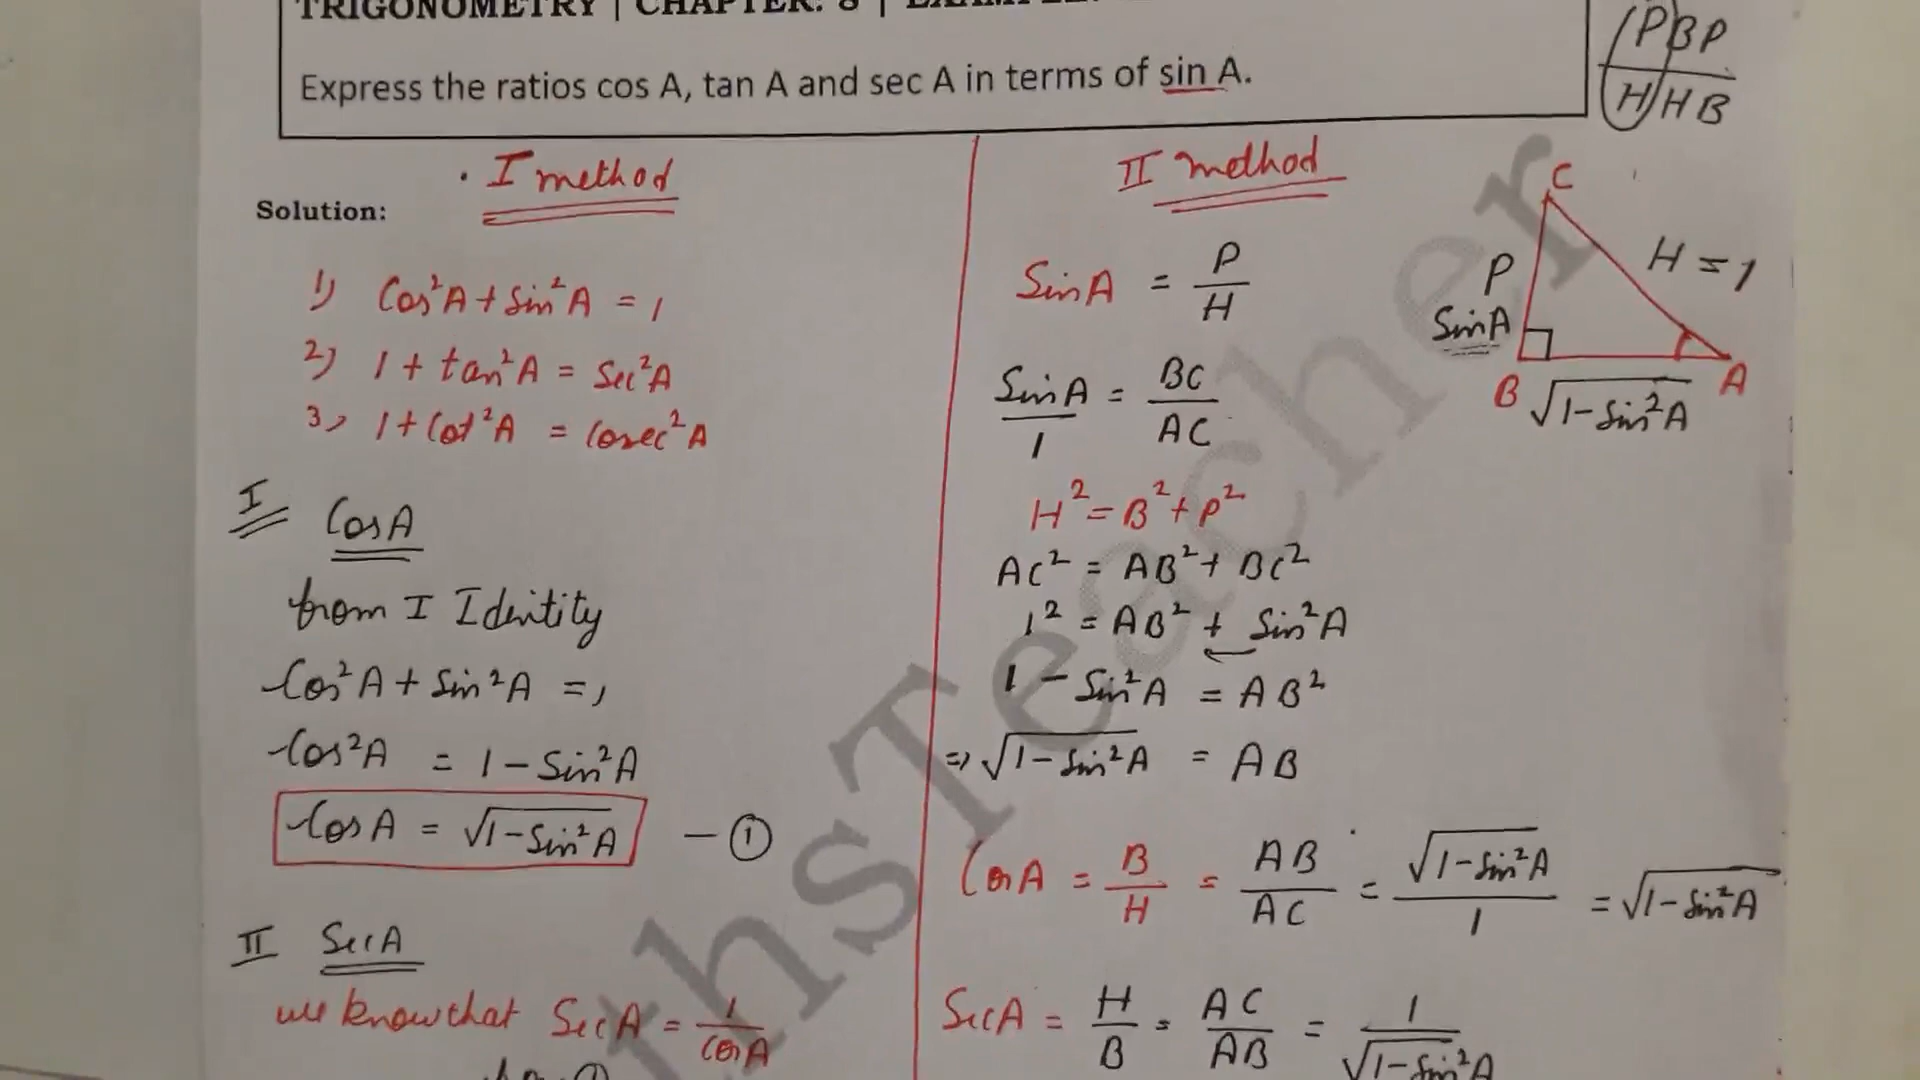 TRIGONOMETRY | CHAPTER: 8 |
Express the ratios cos A, tan A and sec A in terms of sin A.
P B P
H H B
I method
Solution:
1) Cos²A + Sin²A = 1
2) 1 + tan²A = Sec²A
3) 1 + Cot²A = Cosec²A
I CosA
from I Identity
Cos²A + Sin²A = 1
Cos²A = 1 - Sin²A
CosA = √1-Sin²A - ①
II SecA
we know that SecA = 1/CosA
II method
SinA = P/H
SinA/1 = BC/AC
H² = B² + P²
AC² = AB² + BC²
1² = AB² + Sin²A
1 - Sin²A = AB²
⇒ √1-Sin²A = AB
CosA = B/H = AB/AC = √1-Sin²A/1 = √1-Sin²A
SecA = H/B = AC/AB = 1/√1-Sin²A
C
P
H = 1
SinA
B
A
√1-Sin²A
hsTeacher